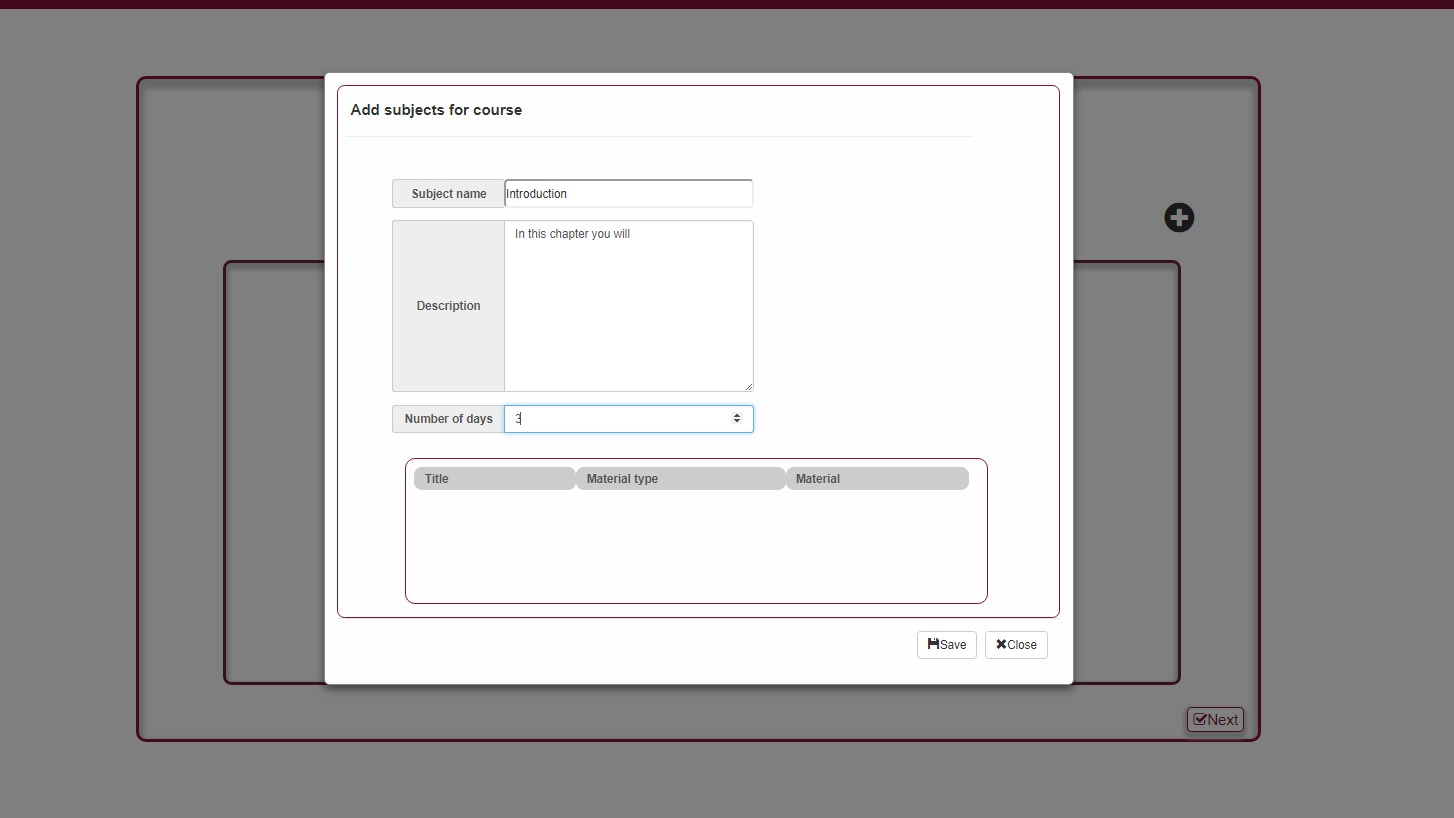 Add subjects for course
Subject name
Introduction
Description
In this chapter you will
Number of days
3
Title Material type Material
Save Close
Next